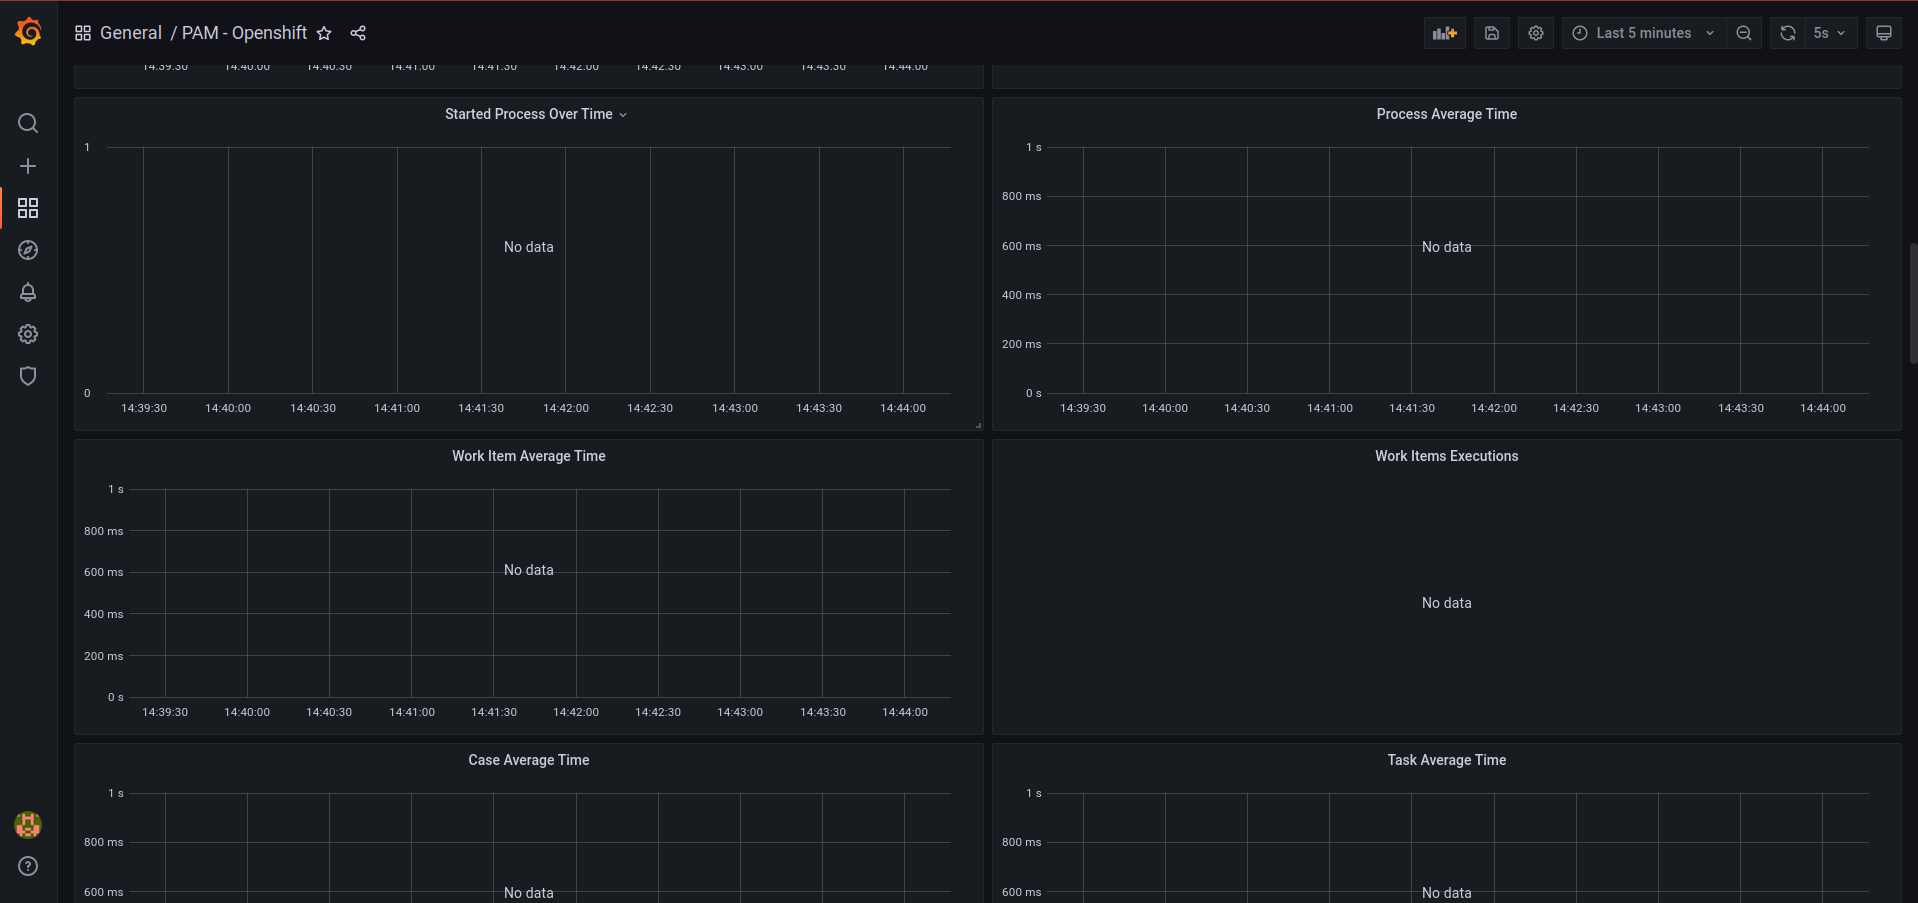 General / PAM - Openshift
Last 5 minutes
5s
14:39:30 14:40:00 14:40:30 14:41:00 14:41:30 14:42:00 14:42:30 14:43:00 14:43:30 14:44:00
Started Process Over Time
1
No data
0
14:39:30 14:40:00 14:40:30 14:41:00 14:41:30 14:42:00 14:42:30 14:43:00 14:43:30 14:44:00
Process Average Time
1 s
800 ms
600 ms
No data
400 ms
200 ms
0 s
14:39:30 14:40:00 14:40:30 14:41:00 14:41:30 14:42:00 14:42:30 14:43:00 14:43:30 14:44:00
Work Item Average Time
1 s
800 ms
600 ms
No data
400 ms
200 ms
0 s
14:39:30 14:40:00 14:40:30 14:41:00 14:41:30 14:42:00 14:42:30 14:43:00 14:43:30 14:44:00
Work Items Executions
No data
Case Average Time
1 s
800 ms
600 ms
No data
Task Average Time
1 s
800 ms
600 ms
No data